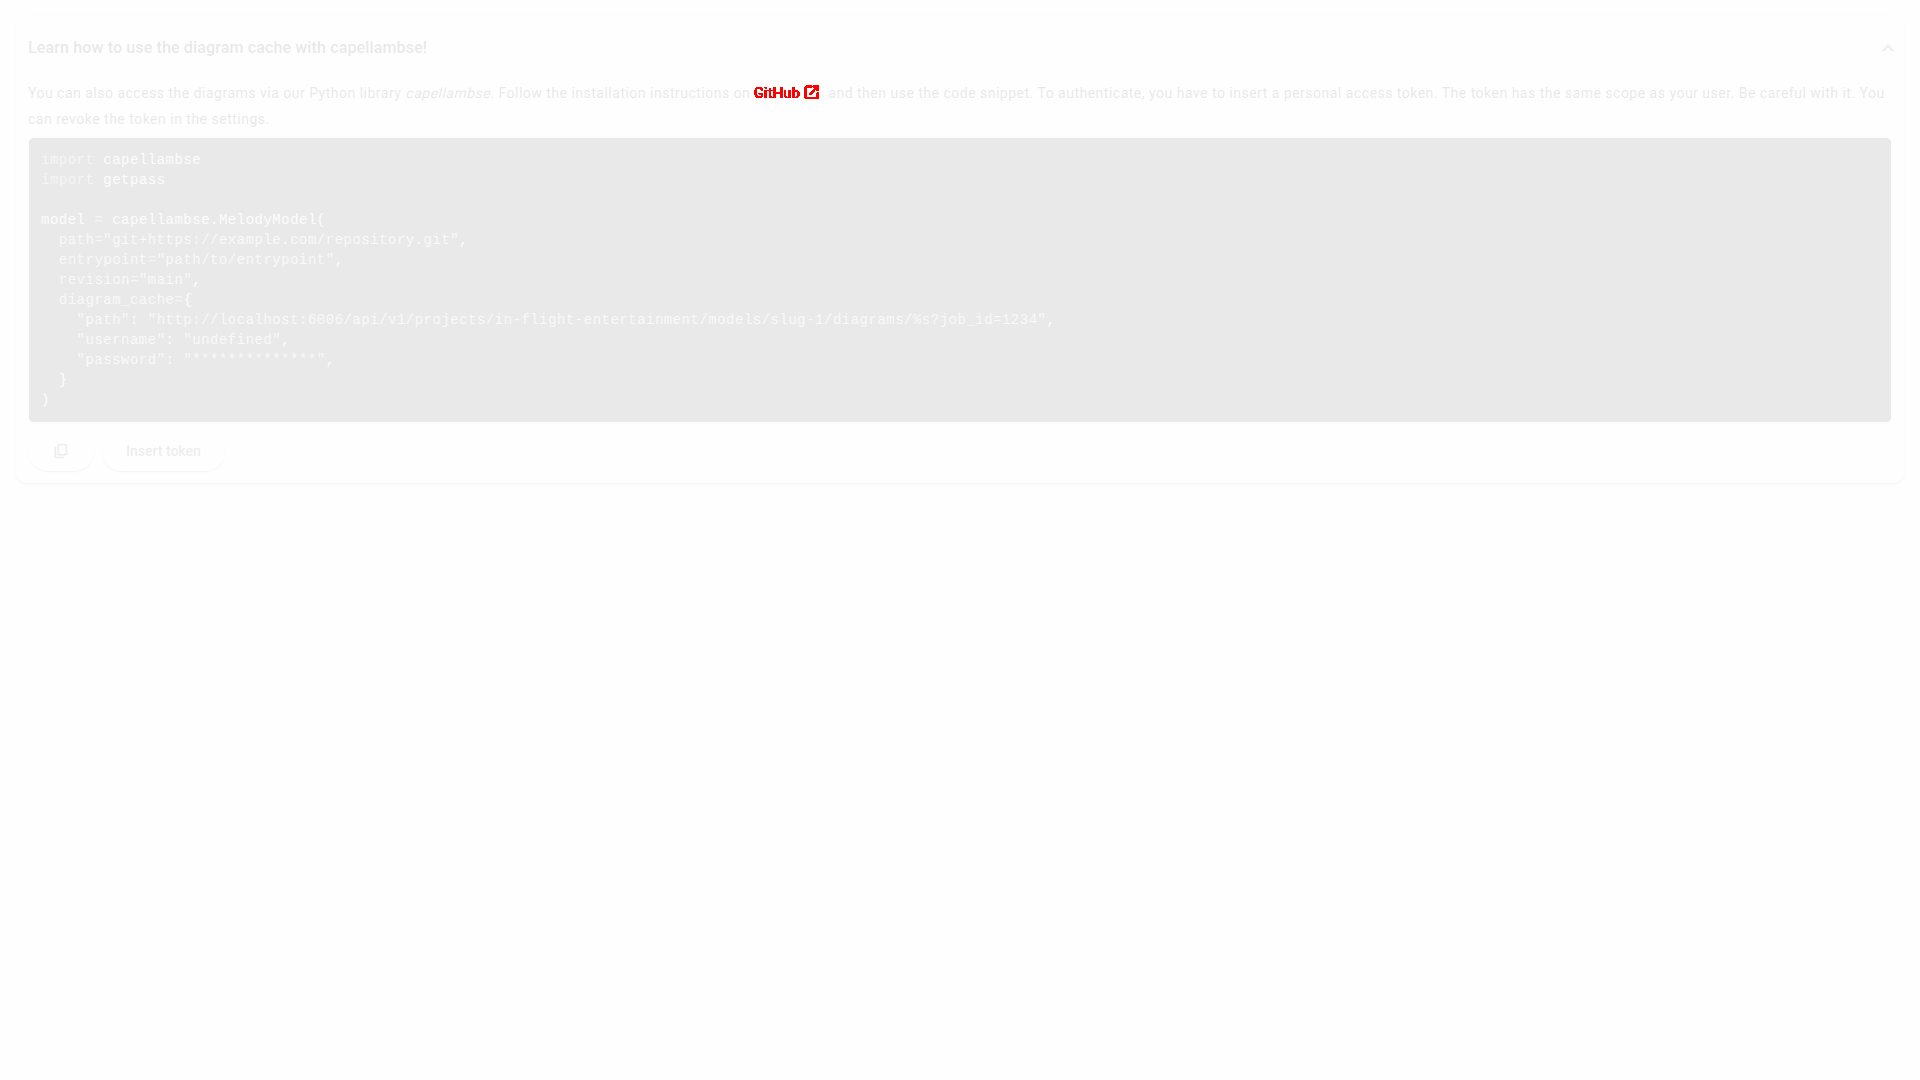 Learn how to use the diagram cache with capellambse!
You can also access the diagrams via our Python library capellambse. Follow the installation instructions on GitHub and then use the code snippet. To authenticate, you have to insert a personal access token. The token has the same scope as your user. Be careful with it. You
can revoke the token in the settings.
import capellambse
import getpass
model = capellambse.MelodyModel(
  path="git+https://example.com/repository.git",
  entrypoint="path/to/entrypoint",
  revision="main",
  diagram_cache={
    "path": "http://localhost:6006/api/v1/projects/in-flight-entertainment/models/slug-1/diagrams/%s?job_id=1234",
    "username": "undefined",
    "password": "**************",
  }
)
Insert token